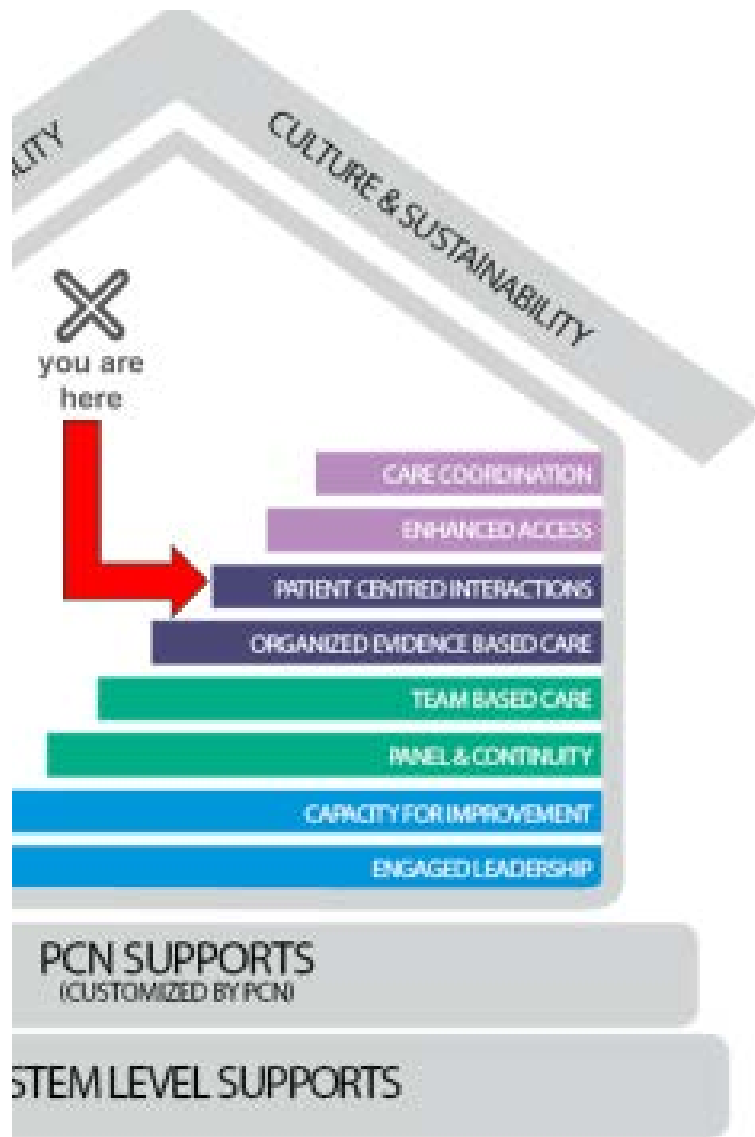 LITY
CULTURE & SUSTAINABILITY
you are
here
CARE COORDINATION
ENHANCED ACCESS
PATIENT CENTRED INTERACTIONS
ORGANIZED EVIDENCE BASED CARE
TEAM BASED CARE
PANEL & CONTINUITY
CAPACITY FOR IMPROVEMENT
ENGAGED LEADERSHIP
PCN SUPPORTS
(CUSTOMIZED BY PCN)
STEM LEVEL SUPPORTS